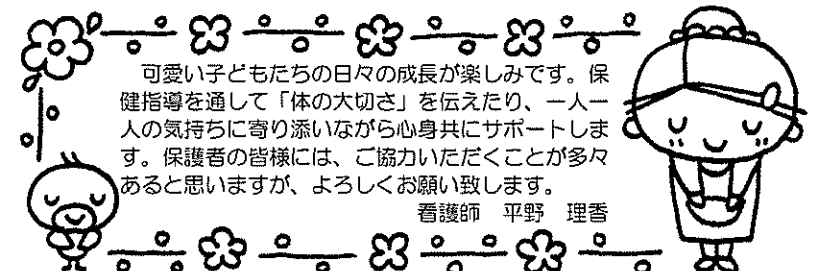 可愛い子どもたちの日々の成長が楽しみです。保
健指導を通して「体の大切さ」を伝えたり、一人一
人の気持ちに寄り添いながら心身共にサポートしま
す。保護者の皆様には、ご協力いただくことが多々
あると思いますが、よろしくお願い致します。
看護師　平野　理香